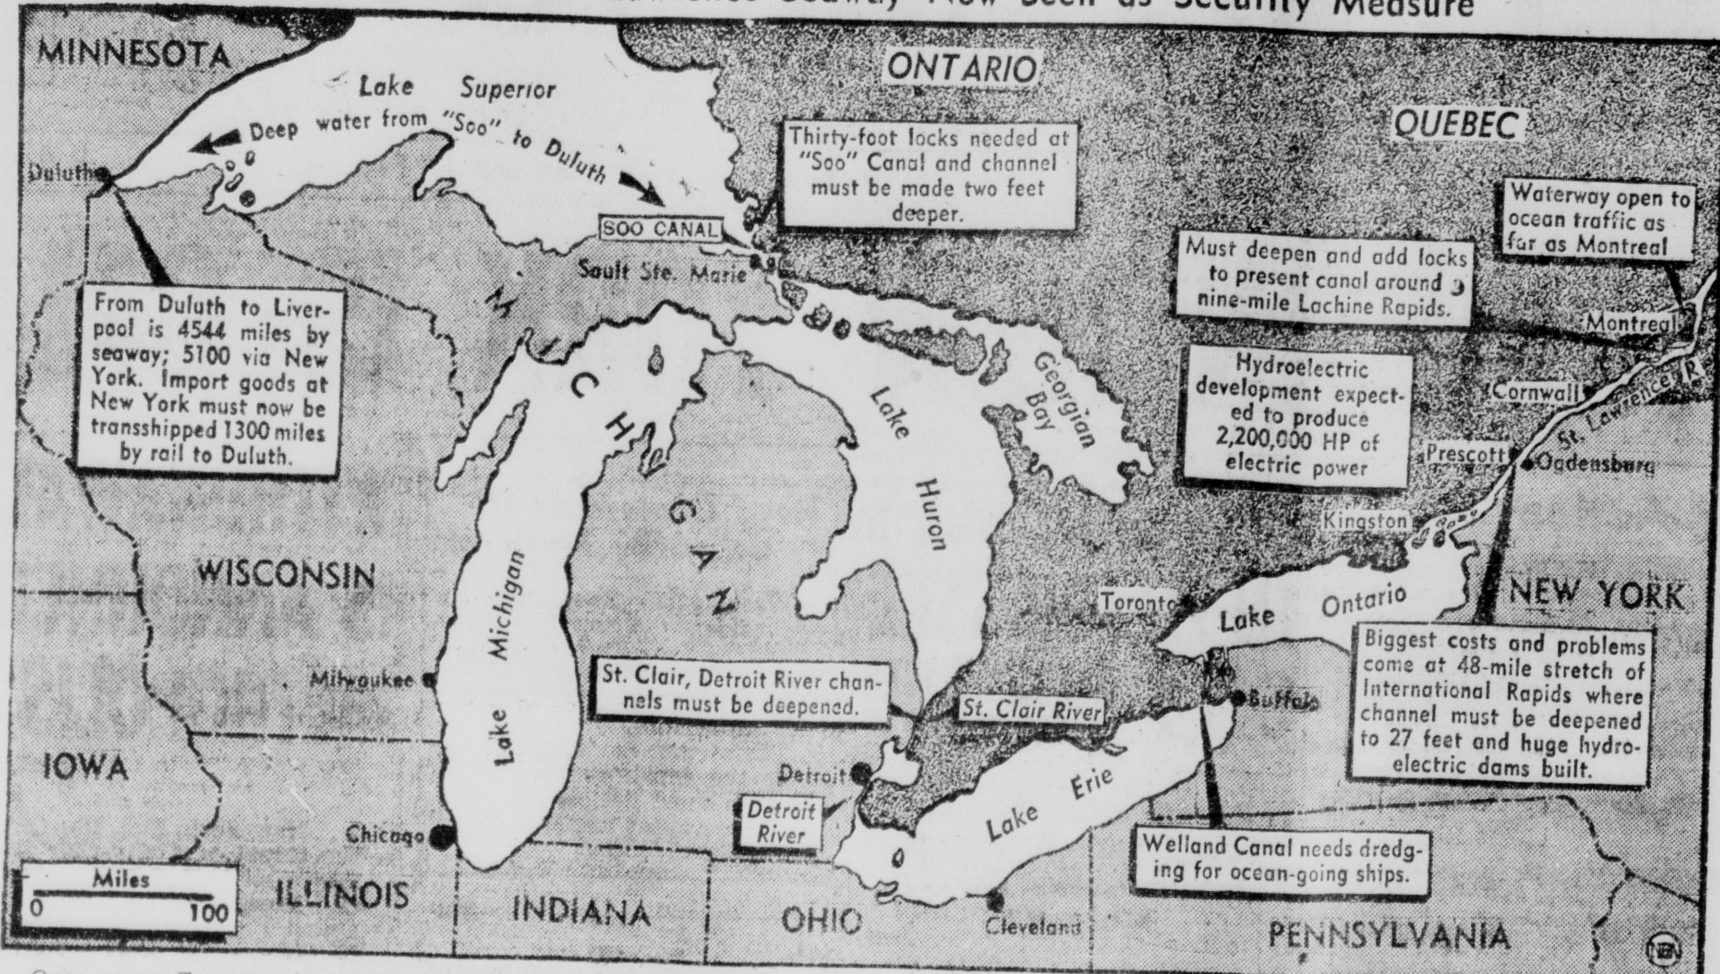 Seaway Now Seen as Security Measure
MINNESOTA
ONTARIO
QUEBEC
Lake Superior
Deep water from "Soo" to Duluth
Duluth
Thirty-foot locks needed at
"Soo" Canal and channel
must be made two feet
deeper.
SOO CANAL
Sault Ste. Marie
Waterway open to
ocean traffic as
far as Montreal
Must deepen and add locks
to present canal around
nine-mile Lachine Rapids.
Montreal
From Duluth to Liver-
pool is 4544 miles by
seaway; 5100 via New
York. Import goods at
New York must now be
transshipped 1300 miles
by rail to Duluth.
MICHIGAN
Georgian
Bay
Lake Huron
Hydroelectric
development expect-
ed to produce
2,200,000 HP of
electric power
Cornwall
St. Lawrence R.
Prescott
Ogdensburg
Kingston
WISCONSIN
Lake Michigan
Toronto
Lake Ontario
NEW YORK
Milwaukee
St. Clair, Detroit River chan-
nels must be deepened.
St. Clair River
Buffalo
Biggest costs and problems
come at 48-mile stretch of
International Rapids where
channel must be deepened
to 27 feet and huge hydro-
electric dams built.
IOWA
Detroit
Detroit
River
Lake Erie
Chicago
Welland Canal needs dredg-
ing for ocean-going ships.
Miles
0 100
ILLINOIS
INDIANA
OHIO
Cleveland
PENNSYLVANIA
NEA